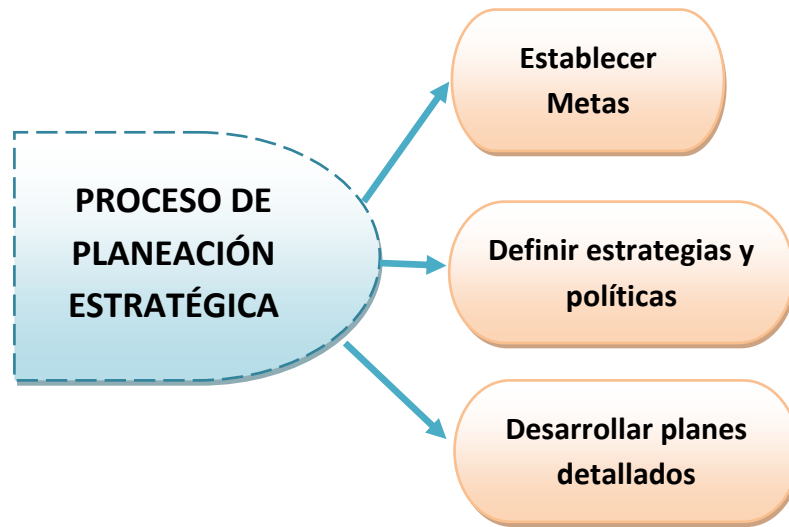 PROCESO DE
PLANEACIÓN
ESTRATÉGICA
Establecer
Metas
Definir estrategias y
políticas
Desarrollar planes
detallados